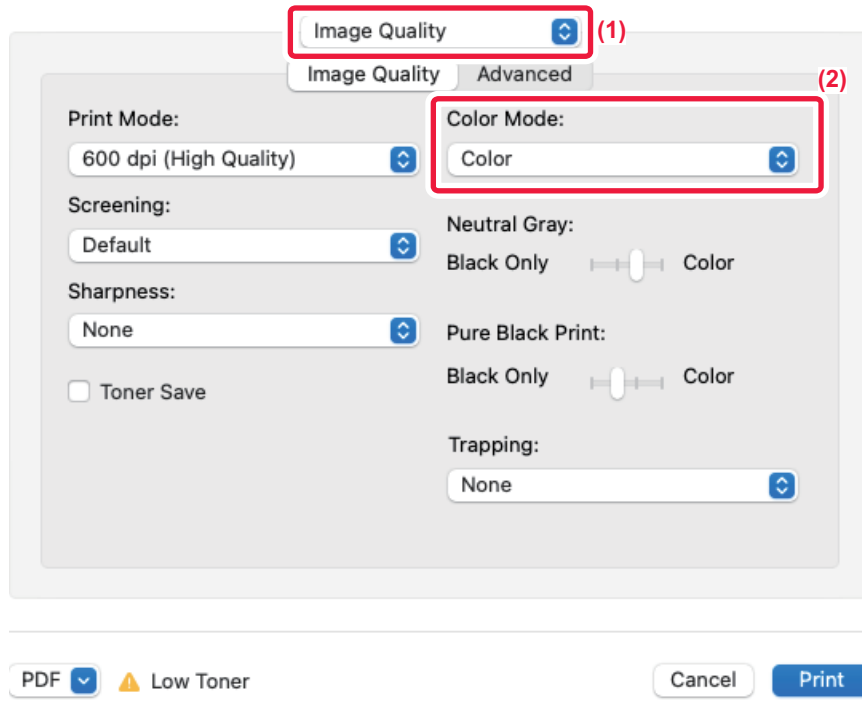 Image Quality
(1)
Image Quality Advanced
(2)
Print Mode:
600 dpi (High Quality)
Screening:
Default
Sharpness:
None
Toner Save
Color Mode:
Color
Neutral Gray:
Black Only Color
Pure Black Print:
Black Only Color
Trapping:
None
PDF Low Toner Cancel Print